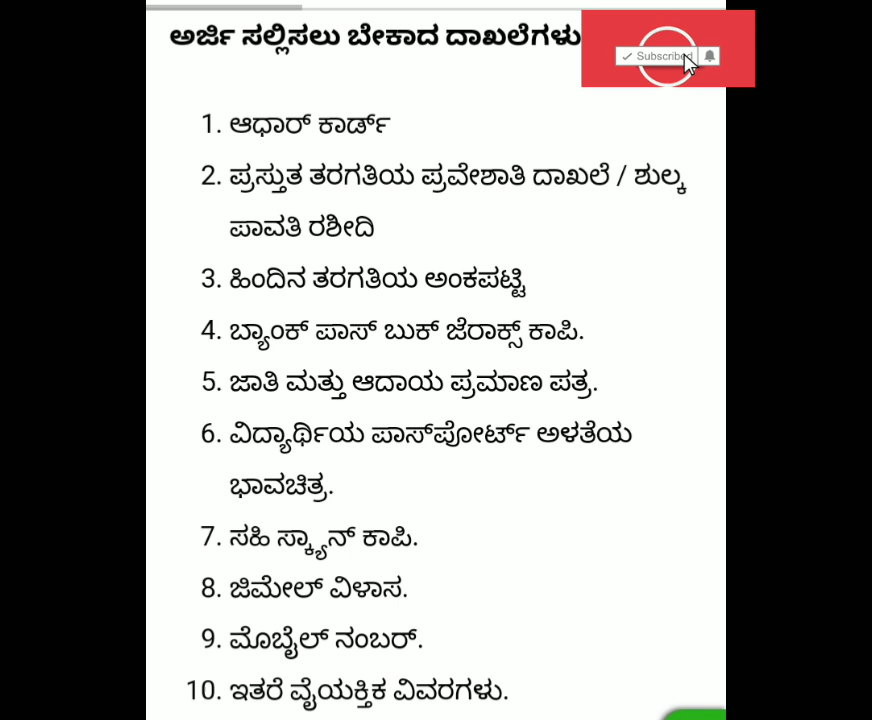 ಅರ್ಜಿ ಸಲ್ಲಿಸಲು ಬೇಕಾದ ದಾಖಲೆಗಳು
Subscribed
1. ಆಧಾರ್ ಕಾರ್ಡ್
2. ಪ್ರಸ್ತುತ ತರಗತಿಯ ಪ್ರವೇಶಾತಿ ದಾಖಲೆ / ಶುಲ್ಕ
ಪಾವತಿ ರಶೀದಿ
3. ಹಿಂದಿನ ತರಗತಿಯ ಅಂಕಪಟ್ಟಿ
4. ಬ್ಯಾಂಕ್ ಪಾಸ್ ಬುಕ್ ಜೆರಾಕ್ಸ್ ಕಾಪಿ.
5. ಜಾತಿ ಮತ್ತು ಆದಾಯ ಪ್ರಮಾಣ ಪತ್ರ.
6. ವಿದ್ಯಾರ್ಥಿಯ ಪಾಸ್‌ಪೋರ್ಟ್ ಅಳತೆಯ
ಭಾವಚಿತ್ರ.
7. ಸಹಿ ಸ್ಕ್ಯಾನ್ ಕಾಪಿ.
8. ಜಿಮೇಲ್ ವಿಳಾಸ.
9. ಮೊಬೈಲ್ ನಂಬರ್.
10. ಇತರೆ ವೈಯಕ್ತಿಕ ವಿವರಗಳು.